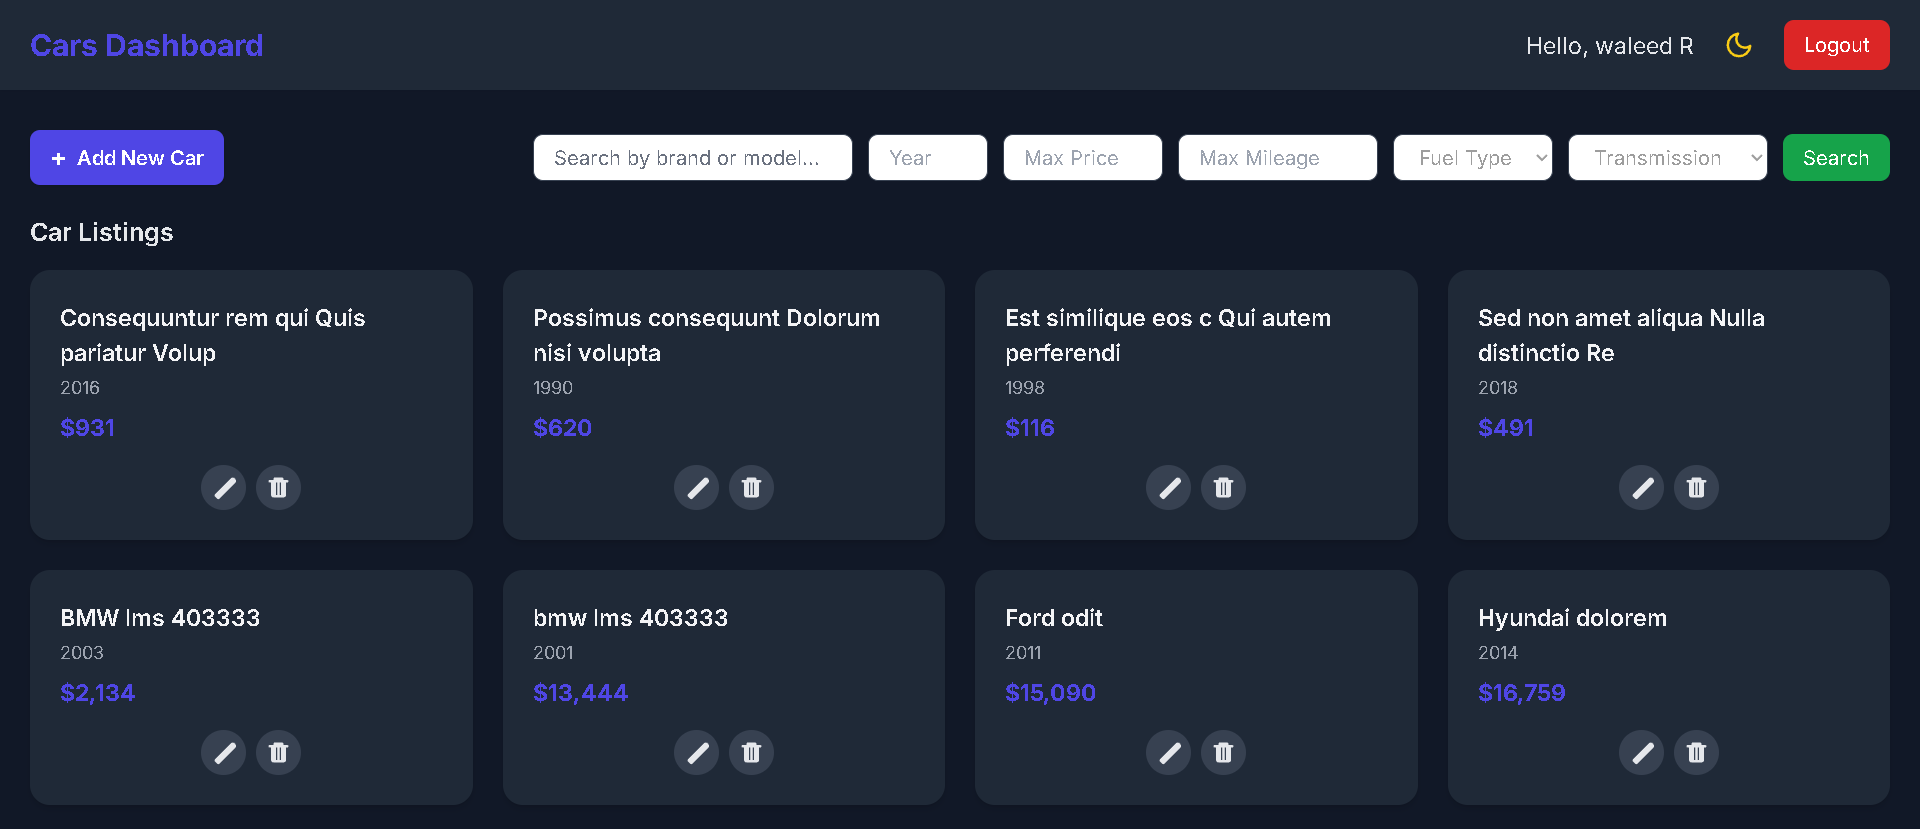 Cars Dashboard
Hello, waleed R
Logout
+ Add New Car
Search by brand or model...
Year
Max Price
Max Mileage
Fuel Type
Transmission
Search
Car Listings
Consequuntur rem qui Quis
pariatur Volup
2016
$931
Possimus consequunt Dolorum
nisi volupta
1990
$620
Est similique eos c Qui autem
perferendi
1998
$116
Sed non amet aliqua Nulla
distinctio Re
2018
$491
BMW lms 403333
2003
$2,134
bmw lms 403333
2001
$13,444
Ford odit
2011
$15,090
Hyundai dolorem
2014
$16,759